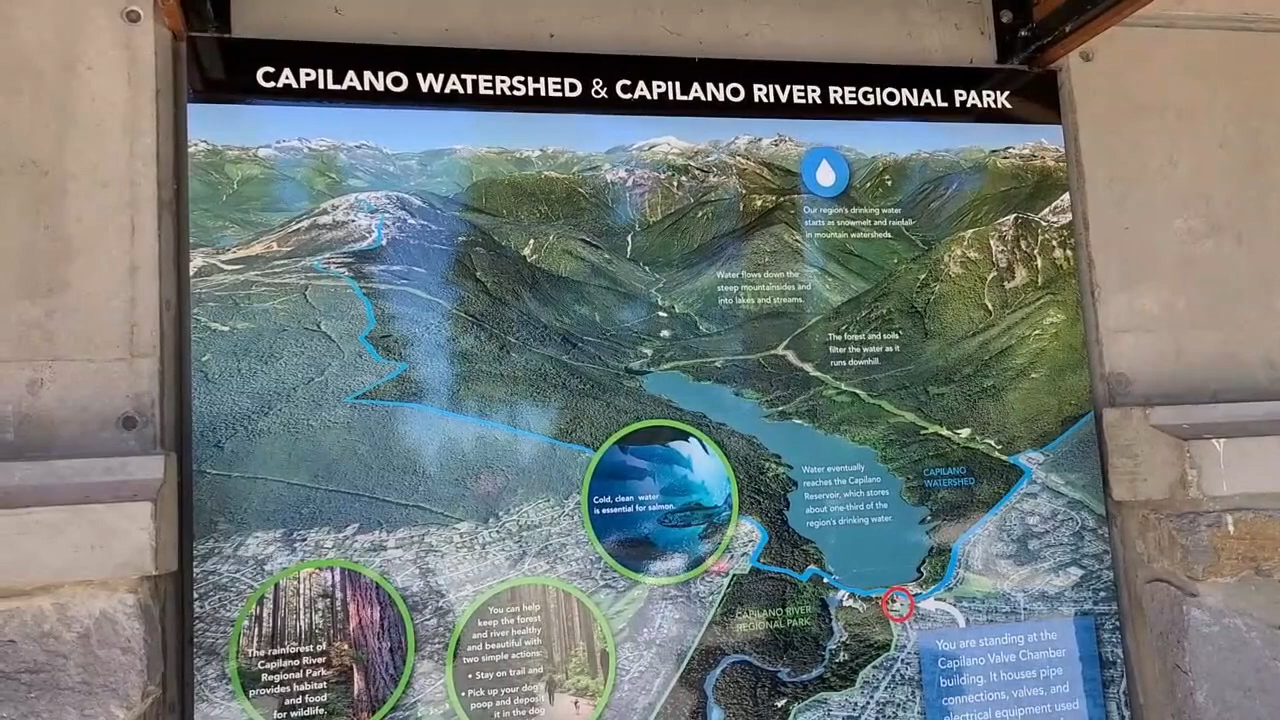 CAPILANO WATERSHED & CAPILANO RIVER REGIONAL PARK
Our region's drinking water
starts as snowmelt and rainfall
in mountain watersheds.
Water flows down the
steep mountainsides and
into lakes and streams.
The forest and soils
filter the water as it
runs downhill.
Water eventually
reaches the Capilano
Reservoir, which stores
about one-third of the
region's drinking water.
CAPILANO
WATERSHED
Cold, clean water
is essential for salmon.
CAPILANO RIVER
REGIONAL PARK
The rainforest of
Capilano River
Regional Park
provides habitat
and food
for wildlife.
You can help
keep the forest
and river healthy
and beautiful with
two simple actions:
• Stay on trail and
• Pick up your dog's
poop and deposit
it in the dog
You are standing at the
Capilano Valve Chamber
building. It houses pipe
connections, valves, and
electrical equipment used